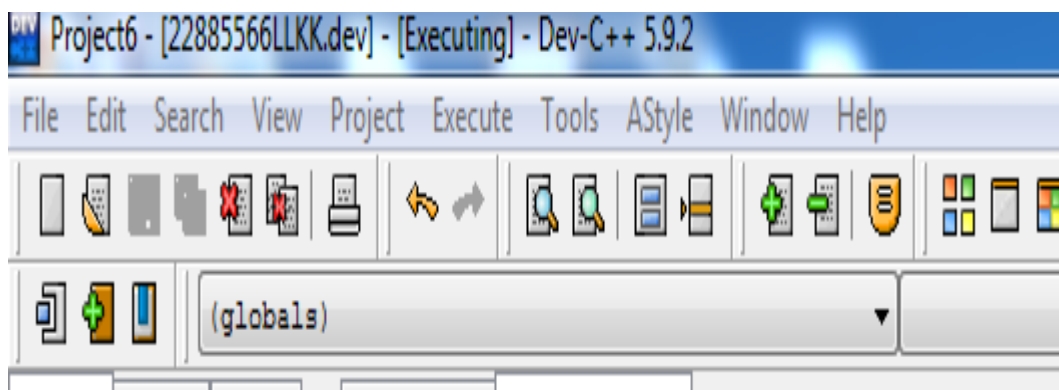 DEV Project6 - [22885566LLKK.dev] - [Executing] - Dev-C++ 5.9.2
File Edit Search View Project Execute Tools AStyle Window Help
(globals)